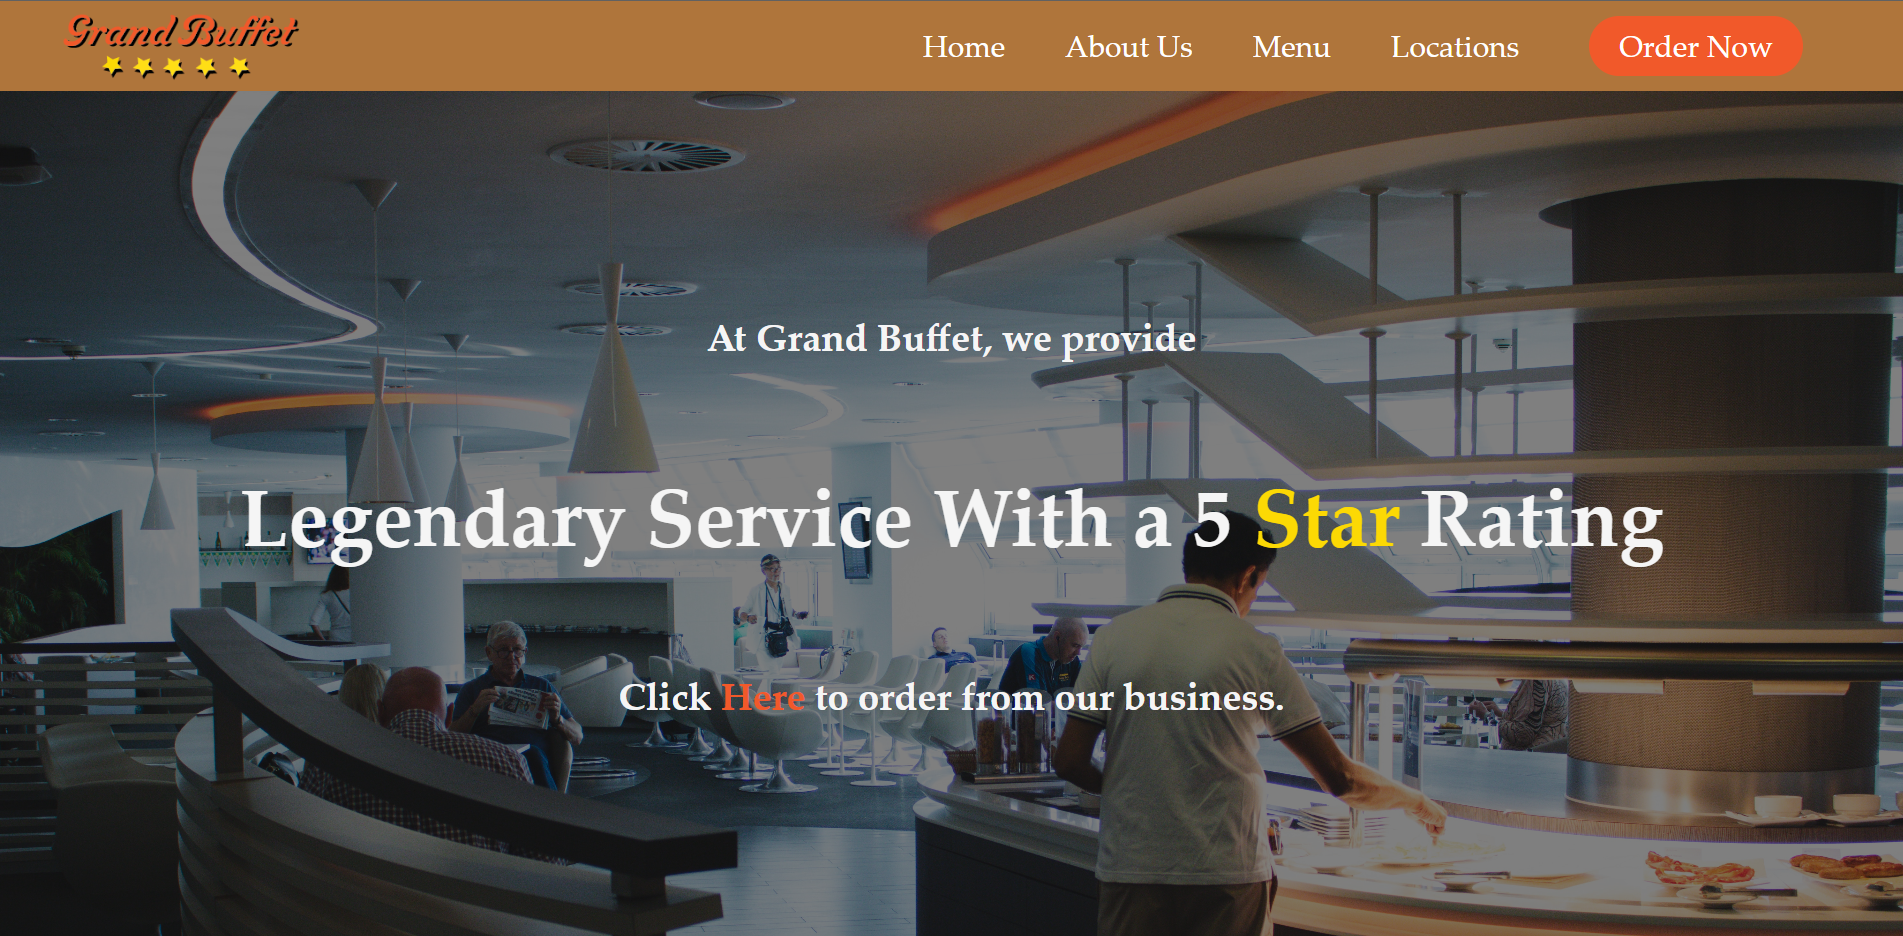 Grand Buffet
Home About Us Menu Locations Order Now
At Grand Buffet, we provide
Legendary Service With a 5 Star Rating
Click Here to order from our business.